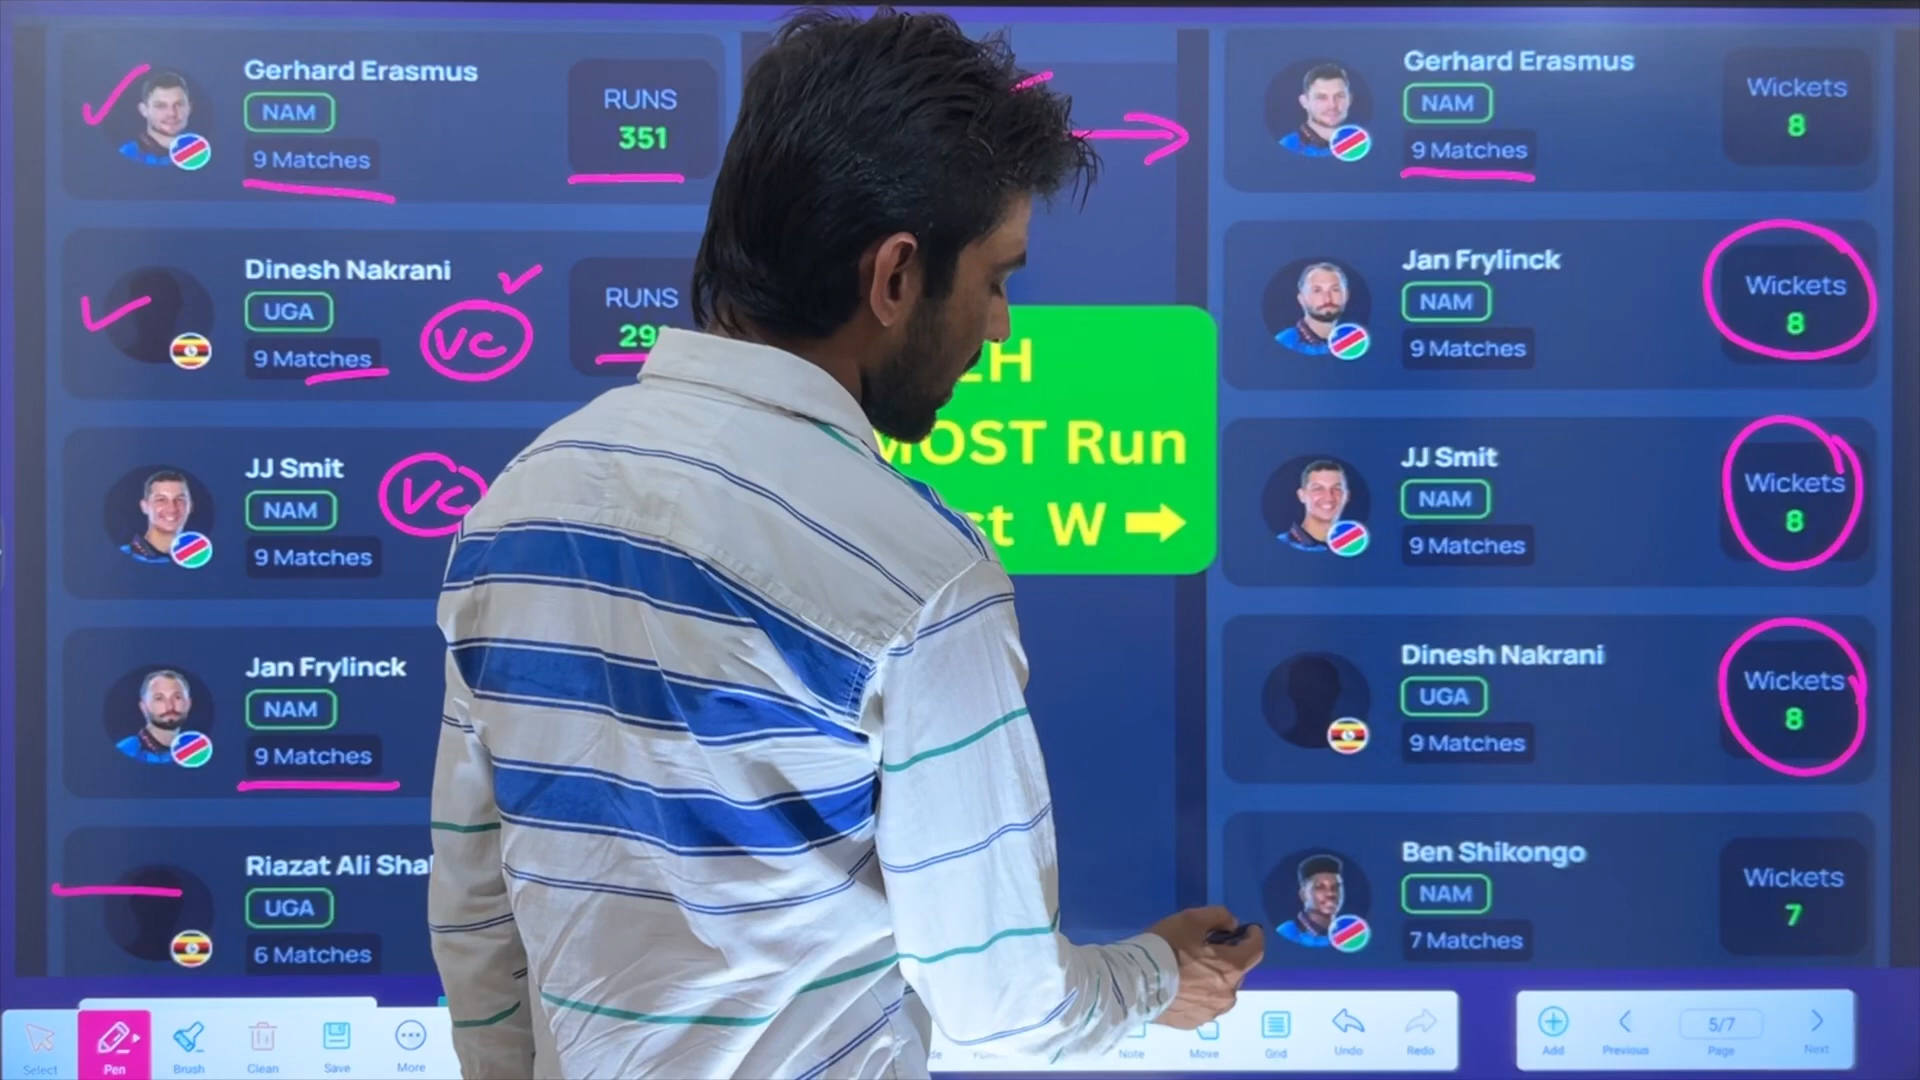 Gerhard Erasmus
NAM
9 Matches
RUNS
351
Dinesh Nakrani
UGA
9 Matches
VC
RUNS
JJ Smit
NAM
9 Matches
VC
Jan Frylinck
NAM
9 Matches
Riazat Ali
UGA
6 Matches
MOST Run
W
Gerhard Erasmus
NAM
9 Matches
Wickets
8
Jan Frylinck
NAM
9 Matches
Wickets
8
JJ Smit
NAM
9 Matches
Wickets
8
Dinesh Nakrani
UGA
9 Matches
Wickets
8
Ben Shikongo
NAM
7 Matches
Wickets
7
Select
Pen
Brush
Clean
Save
More
Note
Move
Grid
Undo
Redo
Add
Previous
5/7
Page
Next